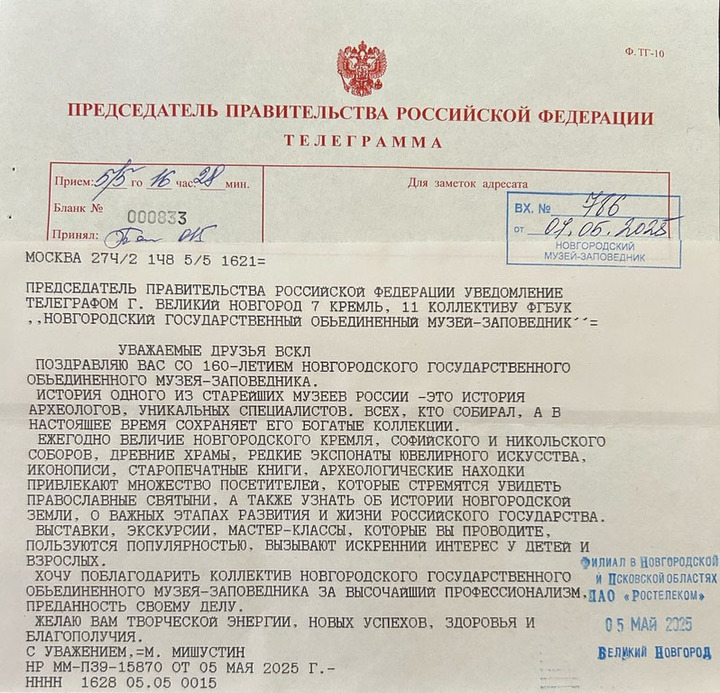 Ф. ТГ-10
ПРЕДСЕДАТЕЛЬ ПРАВИТЕЛЬСТВА РОССИЙСКОЙ ФЕДЕРАЦИИ
ТЕЛЕГРАММА
Прием: 5/5 го 16 час. 28 мин.
Бланк № 000833
Принял: 015
Для заметок адресата
ВХ. № 766
от 07.05.2025
НОВГОРОДСКИЙ
МУЗЕЙ-ЗАПОВЕДНИК
МОСКВА 274/2 148 5/5 1621=
ПРЕДСЕДАТЕЛЬ ПРАВИТЕЛЬСТВА РОССИЙСКОЙ ФЕДЕРАЦИИ УВЕДОМЛЕНИЕ
ТЕЛЕГРАФОМ Г. ВЕЛИКИЙ НОВГОРОД 7 КРЕМЛЬ, 11 КОЛЛЕКТИВУ ФГБУК
,,НОВГОРОДСКИЙ ГОСУДАРСТВЕННЫЙ ОБЬЕДИНЕННЫЙ МУЗЕЙ-ЗАПОВЕДНИК´´=
УВАЖАЕМЫЕ ДРУЗЬЯ ВСКЛ
ПОЗДРАВЛЯЮ ВАС СО 160-ЛЕТИЕМ НОВГОРОДСКОГО ГОСУДАРСТВЕННОГО
ОБЬЕДИНЕННОГО МУЗЕЯ-ЗАПОВЕДНИКА.
ИСТОРИЯ ОДНОГО ИЗ СТАРЕЙШИХ МУЗЕЕВ РОССИИ -ЭТО ИСТОРИЯ
АРХЕОЛОГОВ, УНИКАЛЬНЫХ СПЕЦИАЛИСТОВ. ВСЕХ, КТО СОБИРАЛ, А В
НАСТОЯЩЕЕ ВРЕМЯ СОХРАНЯЕТ ЕГО БОГАТЫЕ КОЛЛЕКЦИИ.
ЕЖЕГОДНО ВЕЛИЧИЕ НОВГОРОДСКОГО КРЕМЛЯ, СОФИЙСКОГО И НИКОЛЬСКОГО
СОБОРОВ, ДРЕВНИЕ ХРАМЫ, РЕДКИЕ ЭКСПОНАТЫ ЮВЕЛИРНОГО ИСКУССТВА,
ИКОНОПИСИ, СТАРОПЕЧАТНЫЕ КНИГИ, АРХЕОЛОГИЧЕСКИЕ НАХОДКИ
ПРИВЛЕКАЮТ МНОЖЕСТВО ПОСЕТИТЕЛЕЙ, КОТОРЫЕ СТРЕМЯТСЯ УВИДЕТЬ
ПРАВОСЛАВНЫЕ СВЯТЫНИ, А ТАКЖЕ УЗНАТЬ ОБ ИСТОРИИ НОВГОРОДСКОЙ
ЗЕМЛИ, О ВАЖНЫХ ЭТАПАХ РАЗВИТИЯ И ЖИЗНИ РОССИЙСКОГО ГОСУДАРСТВА.
ВЫСТАВКИ, ЭКСКУРСИИ, МАСТЕР-КЛАССЫ, КОТОРЫЕ ВЫ ПРОВОДИТЕ,
ПОЛЬЗУЮТСЯ ПОПУЛЯРНОСТЬЮ, ВЫЗЫВАЮТ ИСКРЕННИЙ ИНТЕРЕС У ДЕТЕЙ И
ВЗРОСЛЫХ.
ХОЧУ ПОБЛАГОДАРИТЬ КОЛЛЕКТИВ НОВГОРОДСКОГО ГОСУДАРСТВЕННОГО
ОБЬЕДИНЕННОГО МУЗЕЯ-ЗАПОВЕДНИКА ЗА ВЫСОЧАЙШИЙ ПРОФЕССИОНАЛИЗМ,
ПРЕДАННОСТЬ СВОЕМУ ДЕЛУ.
ЖЕЛАЮ ВАМ ТВОРЧЕСКОЙ ЭНЕРГИИ, НОВЫХ УСПЕХОВ, ЗДОРОВЬЯ И
БЛАГОПОЛУЧИЯ.
С УВАЖЕНИЕМ,=М. МИШУСТИН
НР ММ-П39-15870 ОТ 05 МАЯ 2025 Г.-
НННН 1628 05.05 0015
ФИЛИАЛ В НОВГОРОДСКОЙ
И ПСКОВСКОЙ ОБЛАСТЯХ
ПАО «РОСТЕЛЕКОМ»
05 МАЙ 2025
ВЕЛИКИЙ НОВГОРОД